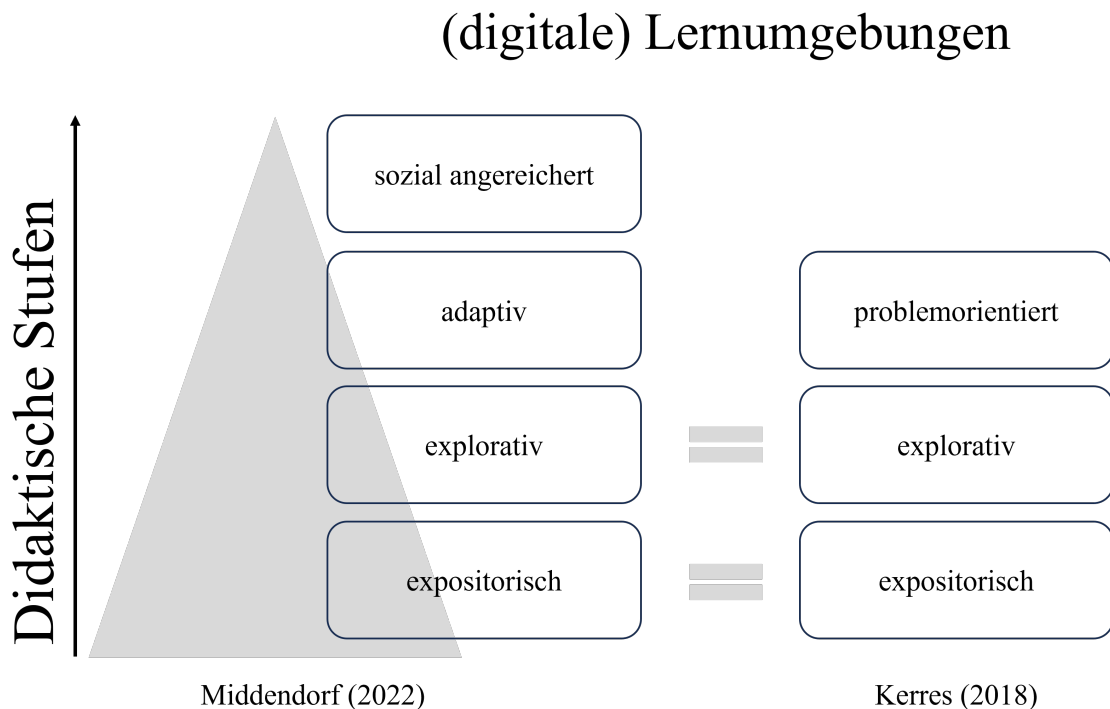 (digitale) Lernumgebungen
Didaktische Stufen
sozial angereichert
adaptiv
problemorientiert
explorativ
explorativ
expositorisch
expositorisch
Middendorf (2022)
Kerres (2018)